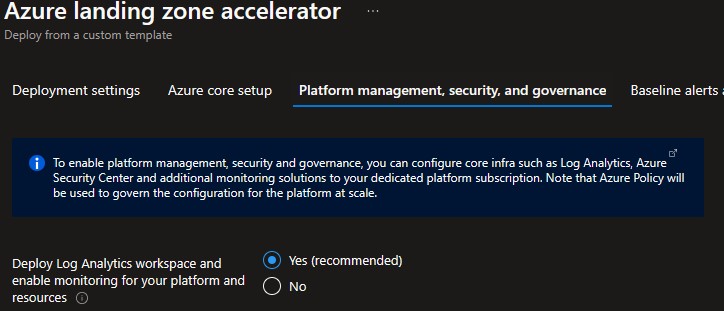 Azure landing zone accelerator ...
Deploy from a custom template
Deployment settings Azure core setup Platform management, security, and governance Baseline alerts a
To enable platform management, security and governance, you can configure core infra such as Log Analytics, Azure
Security Center and additional monitoring solutions to your dedicated platform subscription. Note that Azure Policy will
be used to govern the configuration for the platform at scale.
Deploy Log Analytics workspace and
enable monitoring for your platform and
resources
Yes (recommended)
No